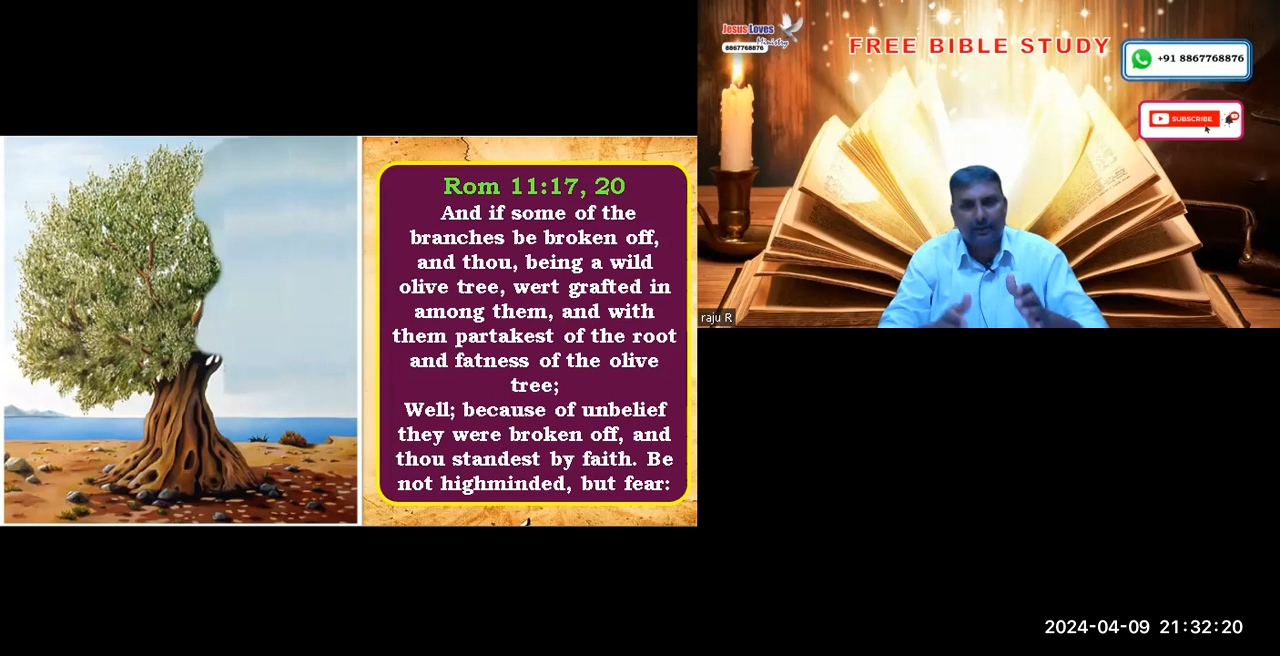 Rom 11:17, 20
And if some of the
branches be broken off,
and thou, being a wild
olive tree, wert grafted in
among them, and with
them partakest of the root
and fatness of the olive
tree;
Well; because of unbelief
they were broken off, and
thou standest by faith. Be
not highminded, but fear:
Jesus Loves
Ministry
8867768876
FREE BIBLE STUDY
+91 8867768876
SUBSCRIBE
raju R
2024-04-09 21:32:20